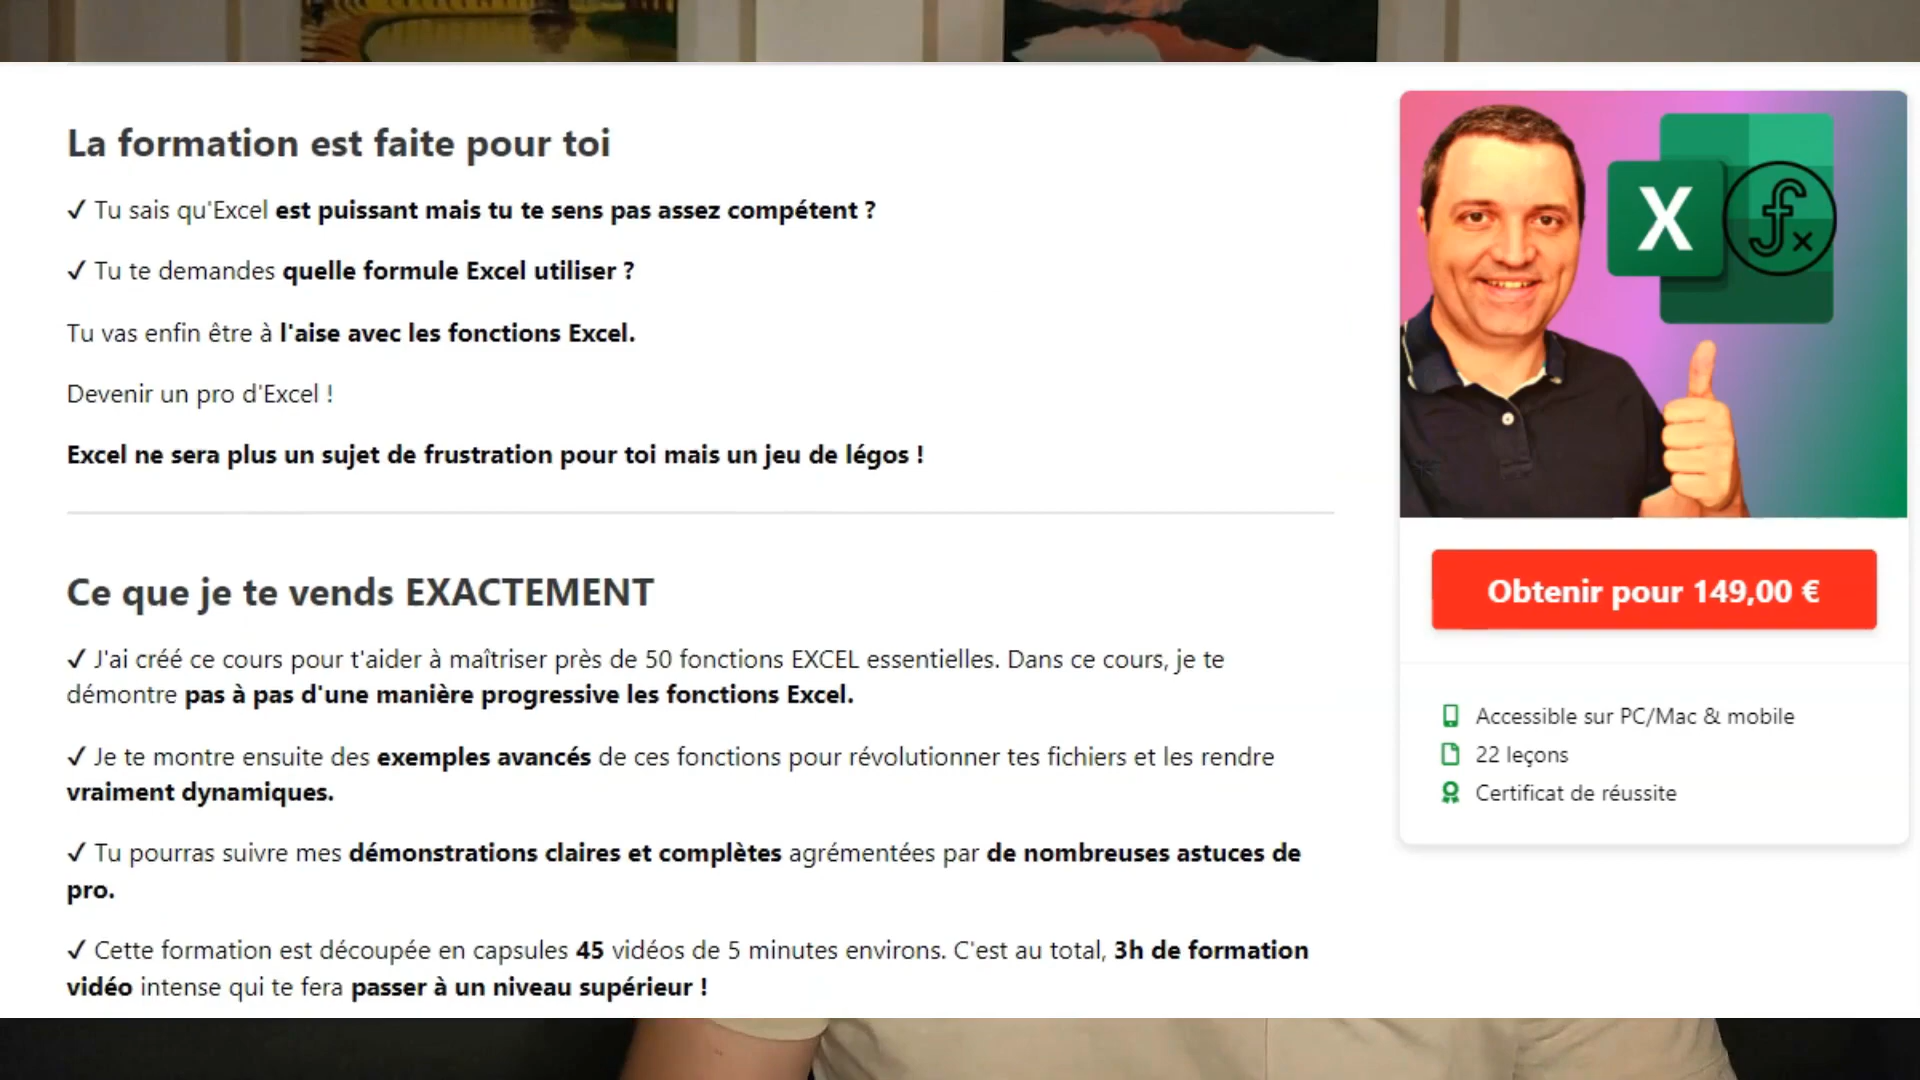 La formation est faite pour toi
✓ Tu sais qu'Excel est puissant mais tu te sens pas assez compétent ?
✓ Tu te demandes quelle formule Excel utiliser ?
Tu vas enfin être à l'aise avec les fonctions Excel.
Devenir un pro d'Excel !
Excel ne sera plus un sujet de frustration pour toi mais un jeu de légos !
Ce que je te vends EXACTEMENT
✓ J'ai créé ce cours pour t'aider à maîtriser près de 50 fonctions EXCEL essentielles. Dans ce cours, je te
démontre pas à pas d'une manière progressive les fonctions Excel.
✓ Je te montre ensuite des exemples avancés de ces fonctions pour révolutionner tes fichiers et les rendre
vraiment dynamiques.
✓ Tu pourras suivre mes démonstrations claires et complètes agrémentées par de nombreuses astuces de
pro.
✓ Cette formation est découpée en capsules 45 vidéos de 5 minutes environs. C'est au total, 3h de formation
vidéo intense qui te fera passer à un niveau supérieur !
X
fx
Obtenir pour 149,00 €
Accessible sur PC/Mac & mobile
22 leçons
Certificat de réussite